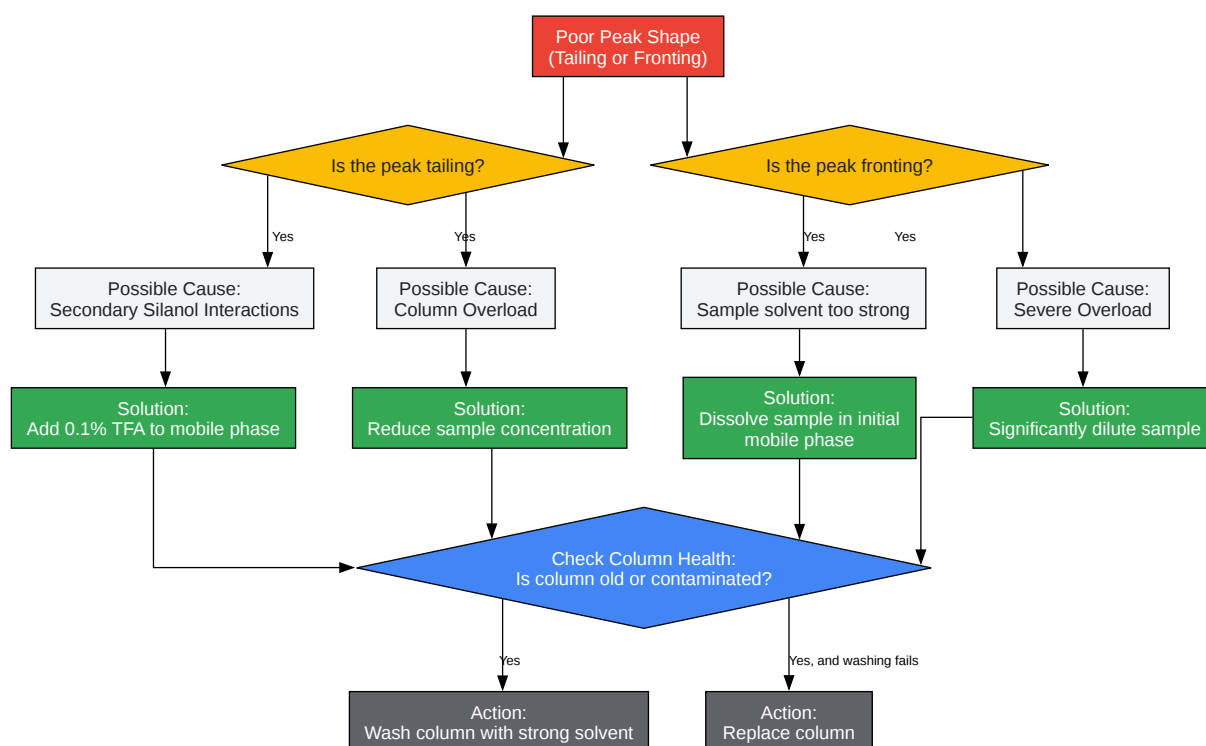 Poor Peak Shape
(Tailing or Fronting)
Is the peak tailing?
Is the peak fronting?
Yes
Yes
Yes
Yes
Possible Cause:
Secondary Silanol Interactions
Possible Cause:
Column Overload
Possible Cause:
Sample solvent too strong
Possible Cause:
Severe Overload
Solution:
Add 0.1% TFA to mobile phase
Solution:
Reduce sample concentration
Solution:
Dissolve sample in initial
mobile phase
Solution:
Significantly dilute sample
Check Column Health:
Is column old or contaminated?
Yes
Yes, and washing fails
Action:
Wash column with strong solvent
Action:
Replace column